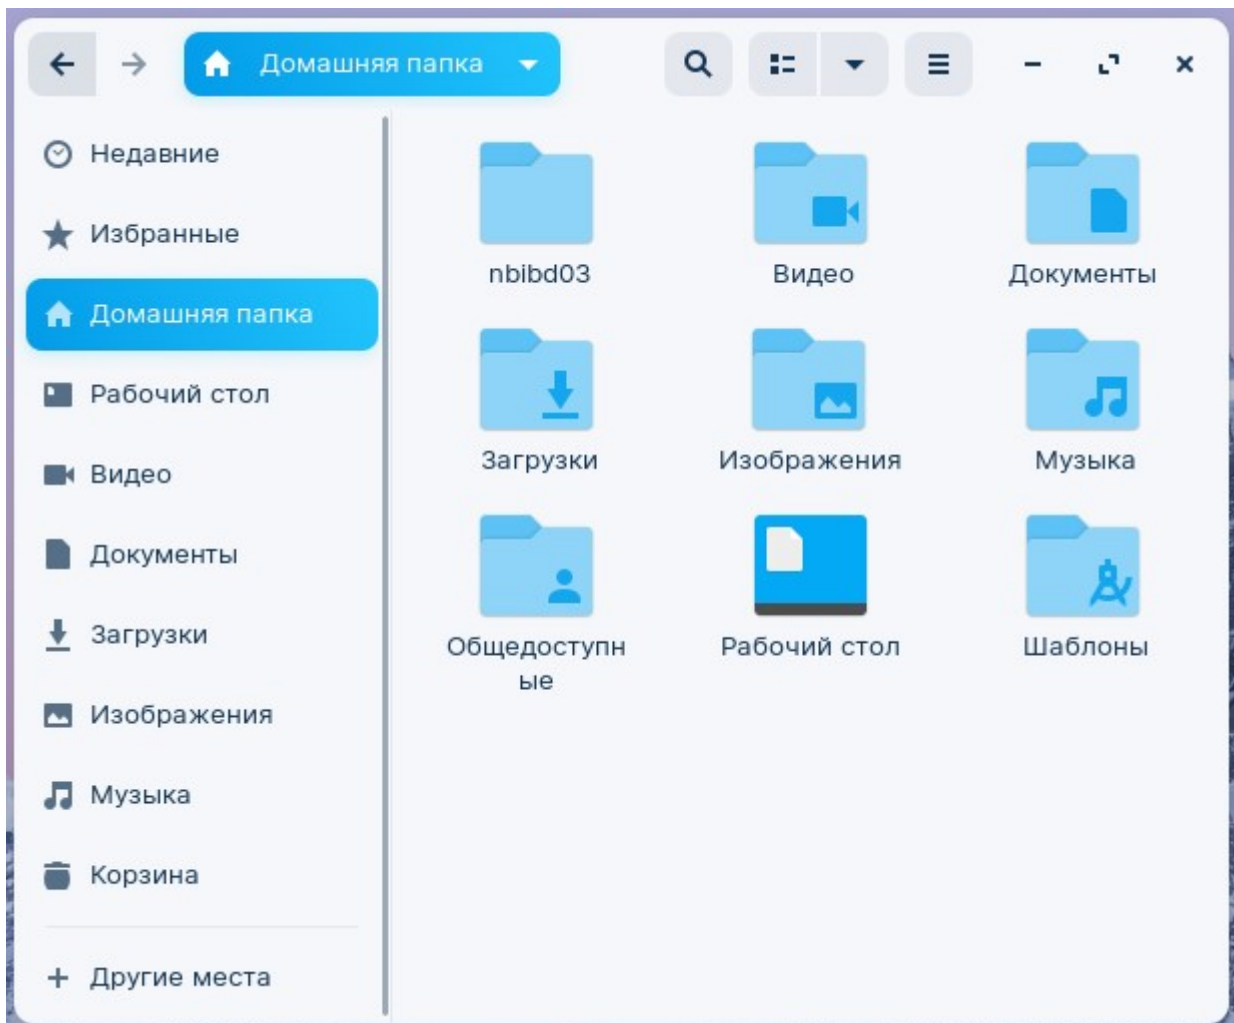 Домашняя папка
Недавние
Избранные
Домашняя папка
Рабочий стол
Видео
Документы
Загрузки
Изображения
Музыка
Корзина
Другие места
nbibd03
Видео
Документы
Загрузки
Изображения
Музыка
Общедоступн
ые
Рабочий стол
Шаблоны